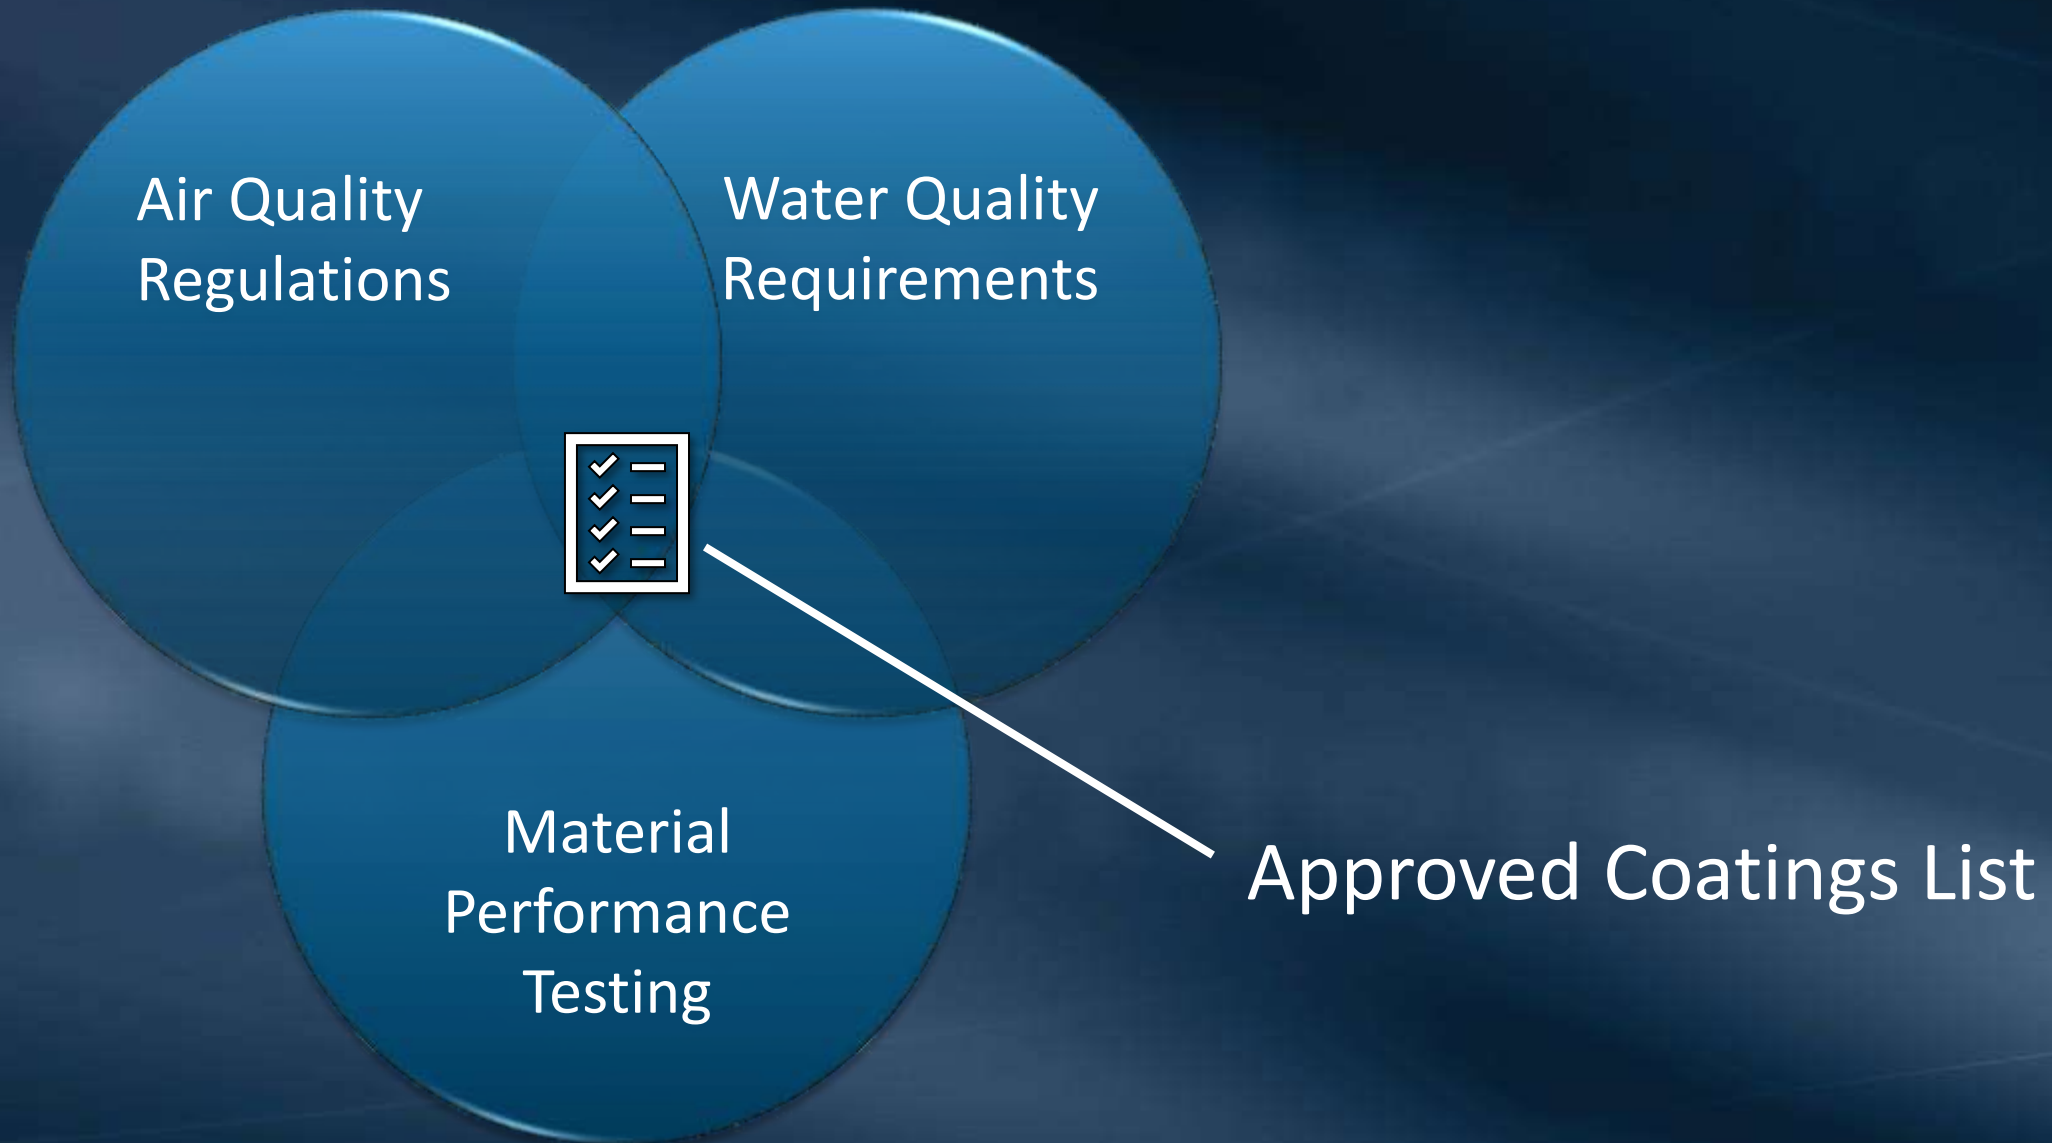 Air Quality
Regulations
Water Quality
Requirements
Material
Performance
Testing
Approved Coatings List